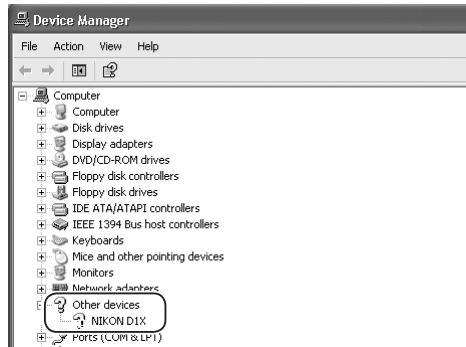 Device Manager
File Action View Help
Computer
Computer
Disk drives
Display adapters
DVD/CD-ROM drives
Floppy disk controllers
Floppy disk drives
IDE ATA/ATAPI controllers
IEEE 1394 Bus host controllers
Keyboards
Mice and other pointing devices
Monitors
Network adapters
Other devices
NIKON D1X
Ports (COM & LPT)